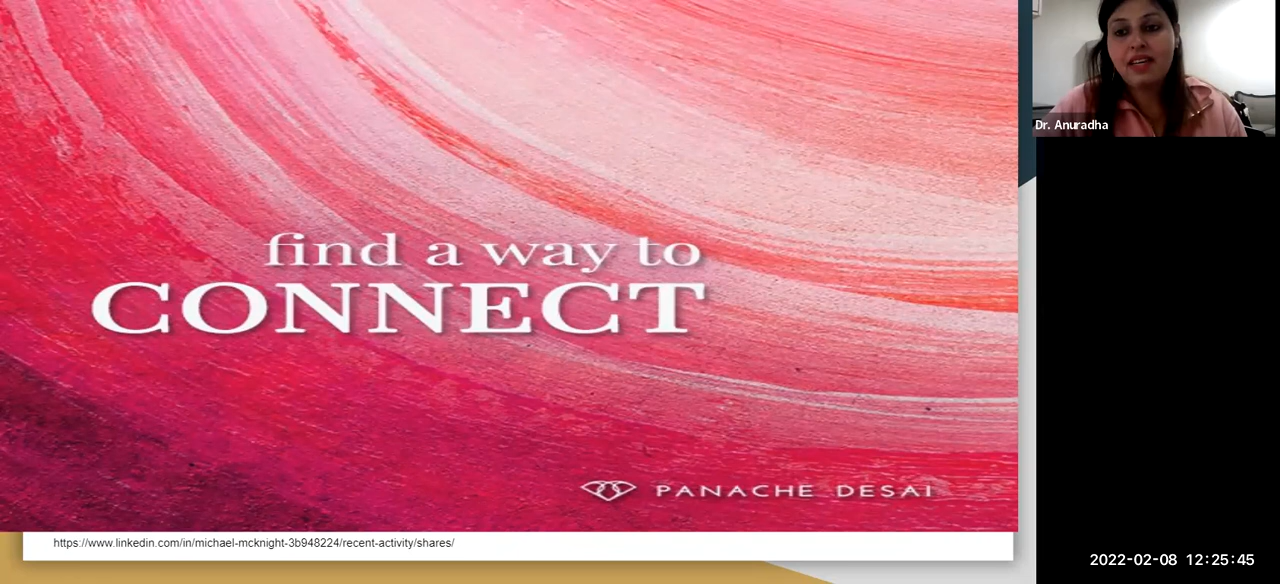 find a way to
CONNECT
PANACHE DESAI
https://www.linkedin.com/in/michael-mcknight-3b948224/recent-activity/shares/
Dr. Anuradha
2022-02-08 12:25:45